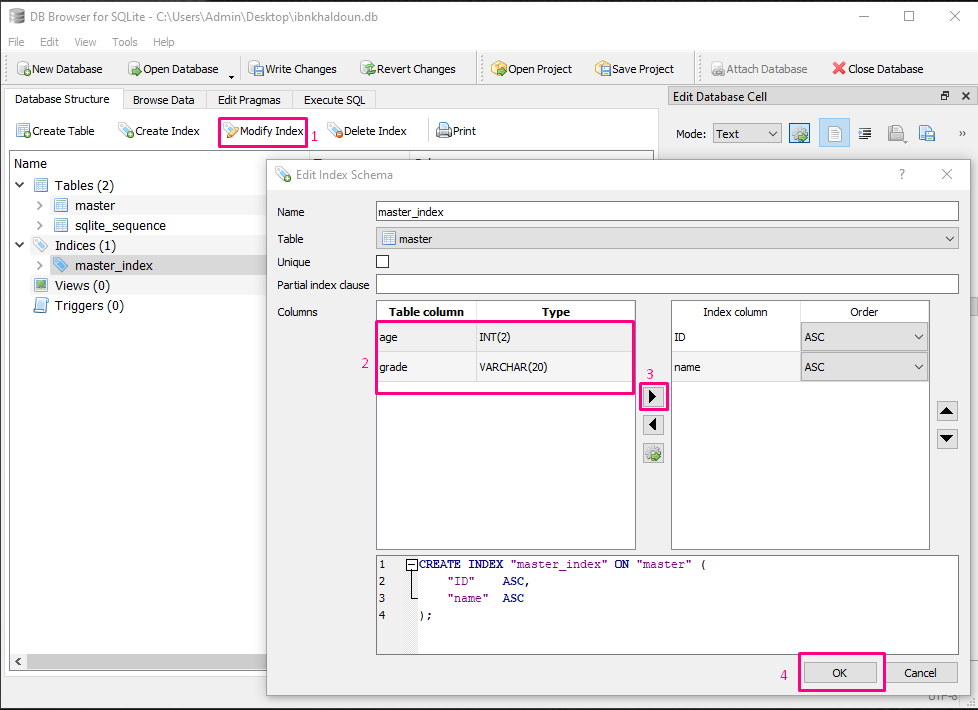 DB Browser for SQLite - C:\Users\Admin\Desktop\ibnkhaldoun.db
File Edit View Tools Help
New Database Open Database Write Changes Revert Changes Open Project Save Project Attach Database Close Database
Database Structure Browse Data Edit Pragmas Execute SQL
Edit Database Cell
Create Table Create Index Modify Index 1 Delete Index Print
Mode: Text
Name
Tables (2)
master
sqlite_sequence
Indices (1)
master_index
Views (0)
Triggers (0)
Edit Index Schema
Name master_index
Table master
Unique
Partial index clause
Columns
Table column Type
2 age INT(2)
grade VARCHAR(20)
3
Index column Order
ID ASC
name ASC
1 CREATE INDEX "master_index" ON "master" (
2 "ID" ASC,
3 "name" ASC
4 );
4 OK Cancel
UTF-8